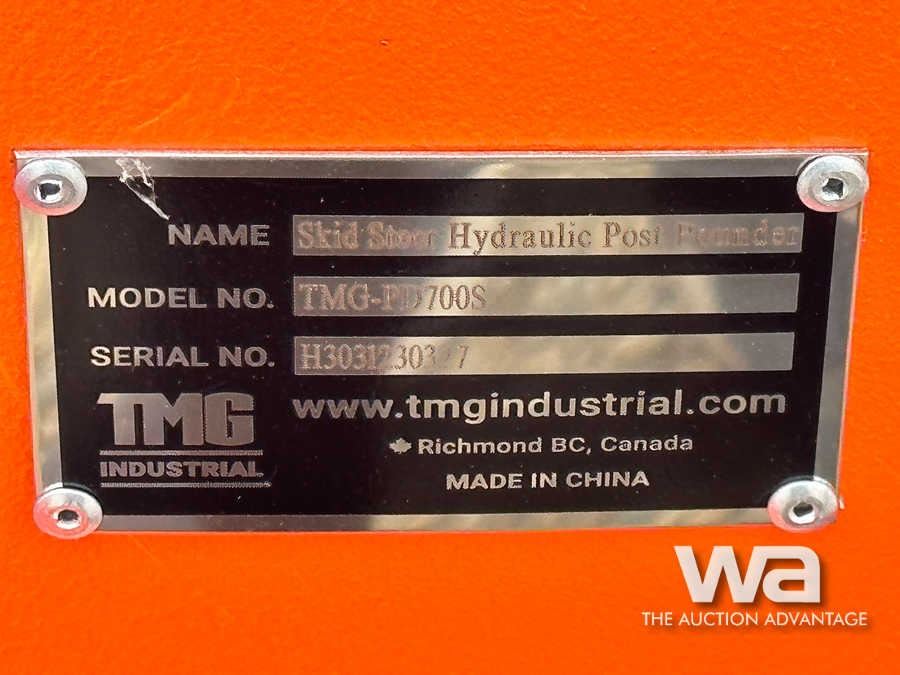 NAME Skid Steer Hydraulic Post Pounder
MODEL NO. TMG-PD700S
SERIAL NO.
TMG
INDUSTRIAL
www.tmgindustrial.com
Richmond BC, Canada
MADE IN CHINA
wa
THE AUCTION ADVANTAGE